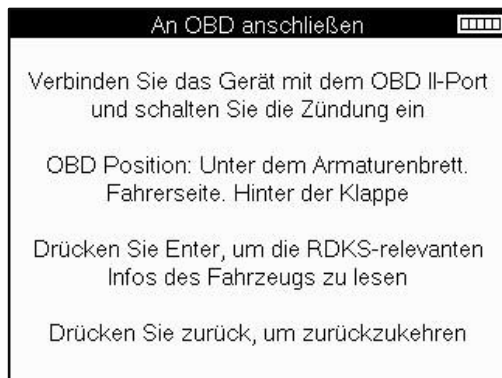 An OBD anschließen
Verbinden Sie das Gerät mit dem OBD II-Port
und schalten Sie die Zündung ein
OBD Position: Unter dem Armaturenbrett.
Fahrerseite. Hinter der Klappe
Drücken Sie Enter, um die RDKS-relevanten
Infos des Fahrzeugs zu lesen
Drücken Sie zurück, um zurückzukehren